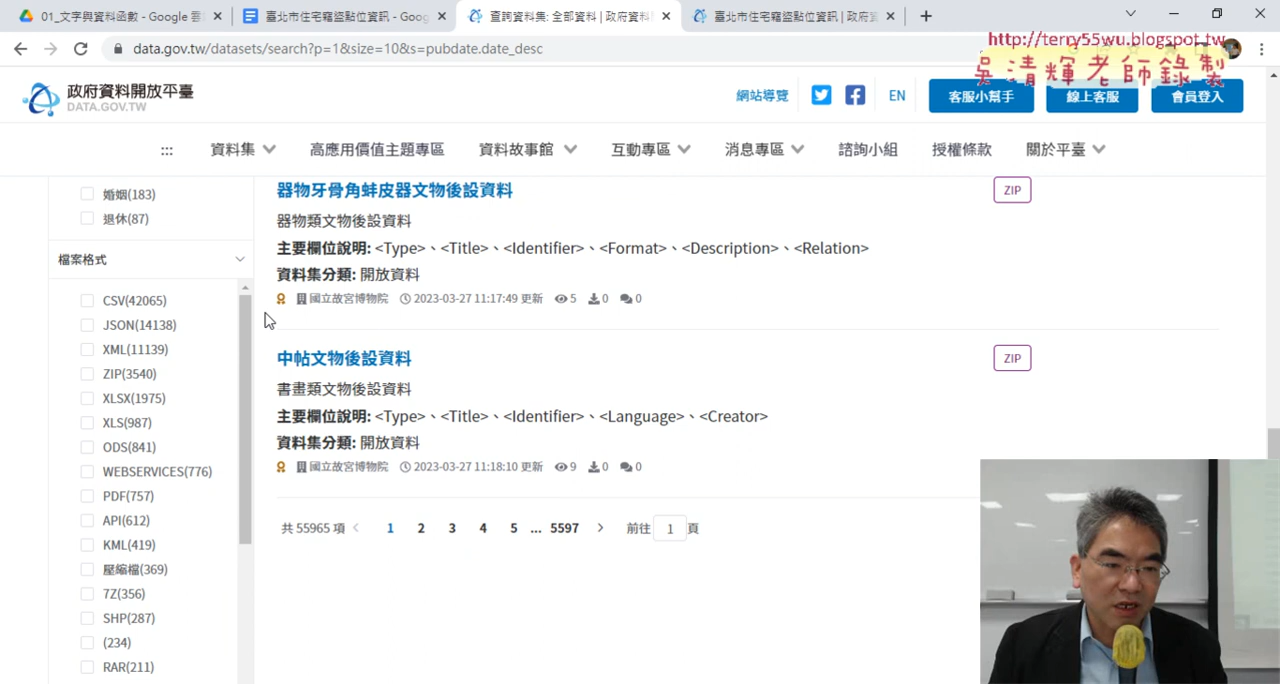 01_文字與資料函數 - Google 雲
臺北市住宅竊盜點位資訊 - Goog
查詢資料集: 全部資料 | 政府資料
臺北市住宅竊盜點位資訊 | 政府
data.gov.tw/datasets/search?p=1&size=10&s=pubdate.date_desc
http://terry55wu.blogspot.tw
吳清輝老師錄製
政府資料開放平臺
DATA.GOV.TW
網站導覽
EN
客服小幫手
線上客服
會員登入
:::
資料集
高應用價值主題專區
資料故事館
互動專區
消息專區
諮詢小組
授權條款
關於平臺
婚姻(183)
退休(87)
檔案格式
CSV(42065)
JSON(14138)
XML(11139)
ZIP(3540)
XLSX(1975)
XLS(987)
ODS(841)
WEBSERVICES(776)
PDF(757)
API(612)
KML(419)
壓縮檔(369)
7Z(356)
SHP(287)
(234)
RAR(211)
器物牙骨角蚌皮器文物後設資料
ZIP
器物類文物後設資料
主要欄位說明: <Type>、<Title>、<Identifier>、<Format>、<Description>、<Relation>
資料集分類: 開放資料
國立故宮博物院 2023-03-27 11:17:49 更新 5 0 0
中帖文物後設資料
ZIP
書畫類文物後設資料
主要欄位說明: <Type>、<Title>、<Identifier>、<Language>、<Creator>
資料集分類: 開放資料
國立故宮博物院 2023-03-27 11:18:10 更新 9 0 0
共 55965 項 1 2 3 4 5 ... 5597 前往 1 頁